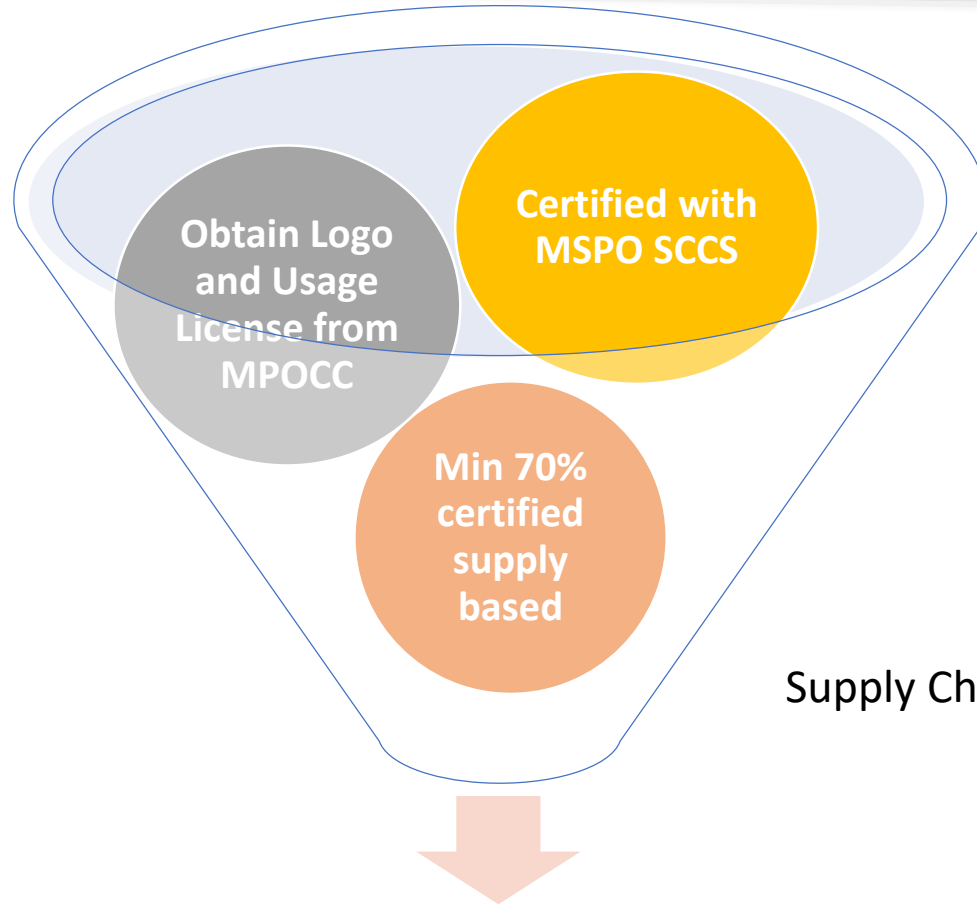 Obtain Logo
and Usage
License from
MPOCC
Certified with
MSPO SCCS
Min 70%
certified
supply
based
Supply Ch